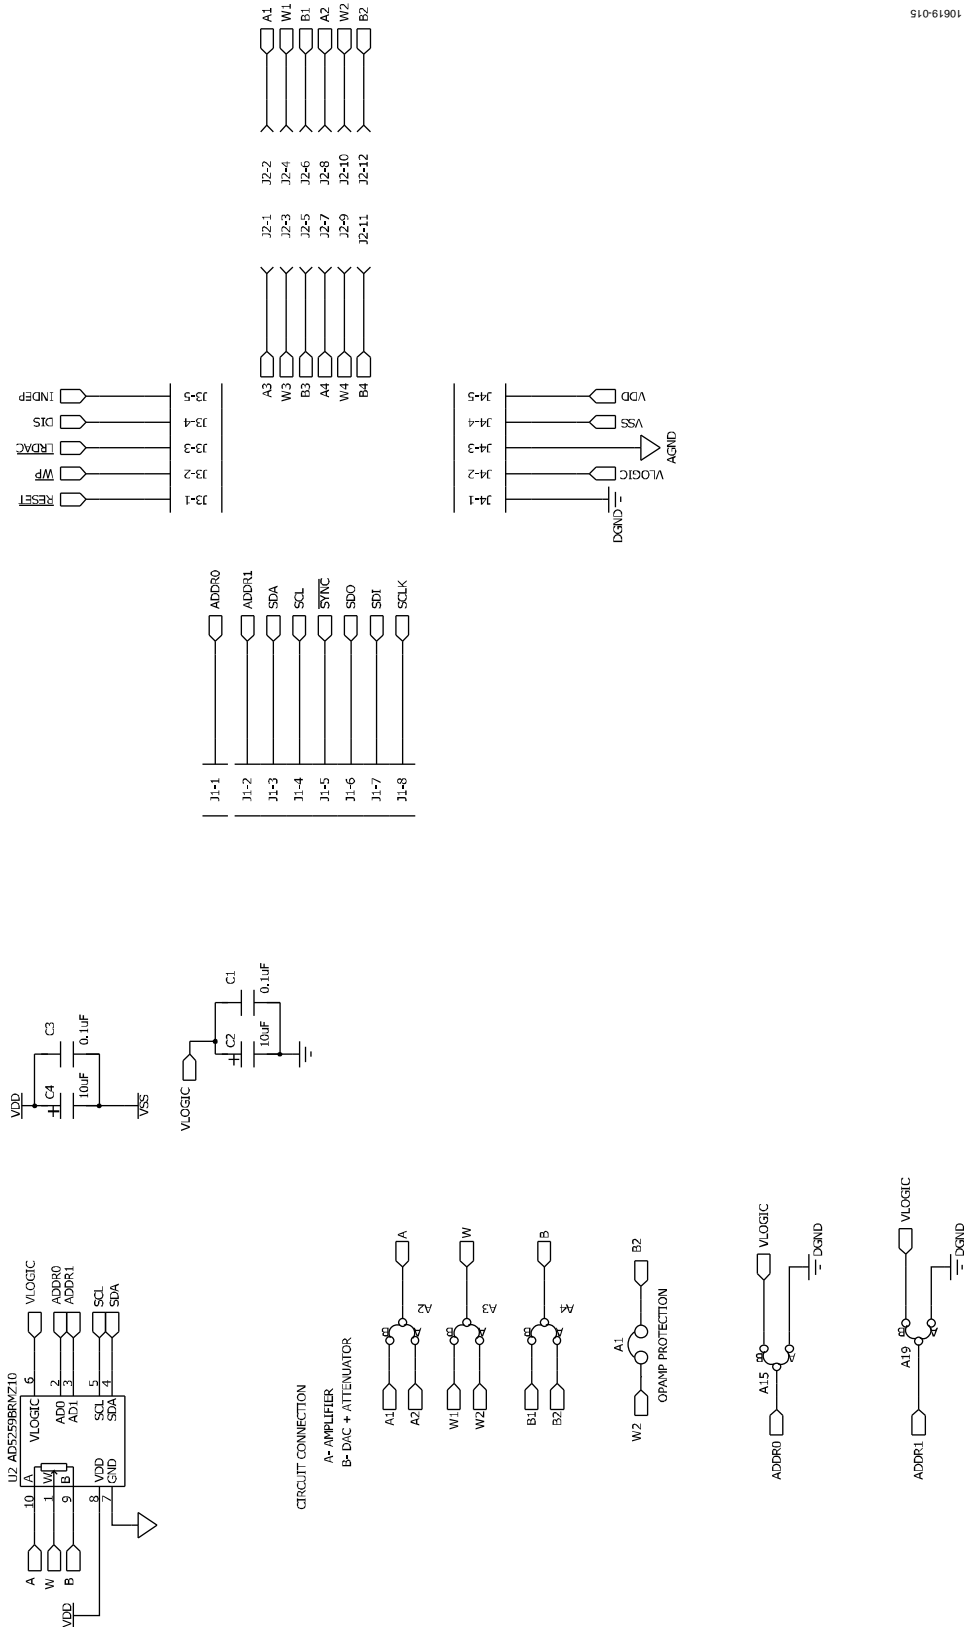 10619-015
A1
W1
B1
A2
W2
B2
J2-2
J2-4
J2-6
J2-8
J2-10
J2-12
J2-1
J2-3
J2-5
J2-7
J2-9
J2-11
A3
W3
B3
A4
W4
B4
INDEP
DIS
LRDAC
WP
RESET
J3-5
J3-4
J3-3
J3-2
J3-1
J4-5
J4-4
J4-3
J4-2
J4-1
VDD
VSS
AGND
VLOGIC
DGND
ADDR0
ADDR1
SDA
SCL
SYNC
SDO
SDI
SCLK
J1-1
J1-2
J1-3
J1-4
J1-5
J1-6
J1-7
J1-8
VDD
C4
10uF
C3
0.1uF
VSS
VLOGIC
C2
10uF
C1
0.1uF
U2 AD5259BRMZ10
A
W
B
VDD
10
1
9
8
7
A
W
B
VDD
GND
VLOGIC
AD0
AD1
SCL
SDA
6
2
3
5
4
VLOGIC
ADDR0
ADDR1
SCL
SDA
CIRCUIT CONNECTION
A- AMPLIFIER
B- DAC + ATTENUATOR
A1
A2
B
A
A2
A
W1
W2
B
A
A3
W
B1
B2
B
A
A4
B
W2
A1
B2
OPAMP PROTECTION
ADDR0
A15
B
A
VLOGIC
DGND
ADDR1
A19
B
A
VLOGIC
DGND